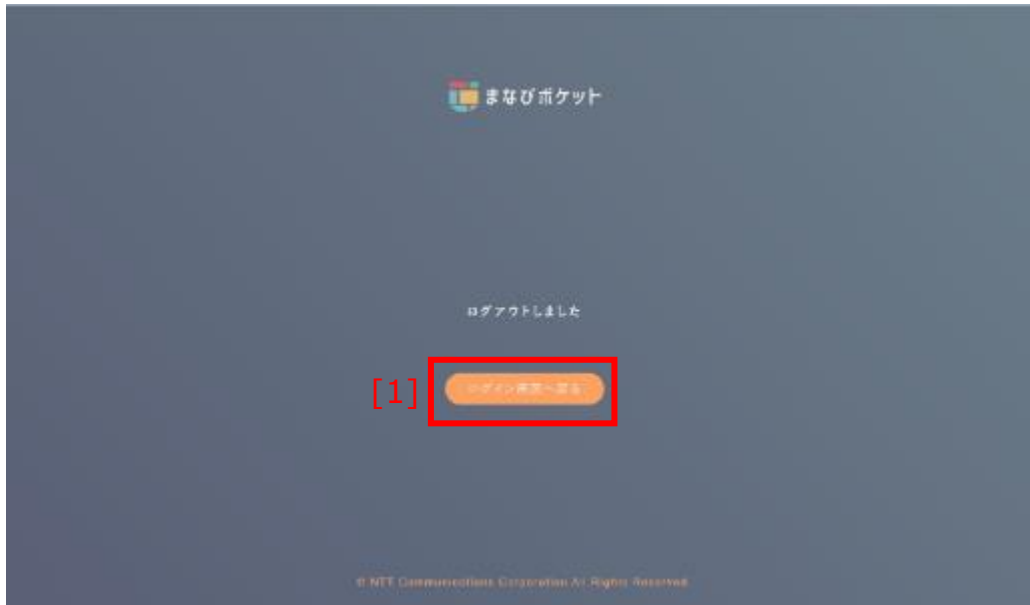 まなびポケット
ログアウトしました
[1]
ログイン画面へ戻る
© NTT Communications Corporation All Rights Reserved.